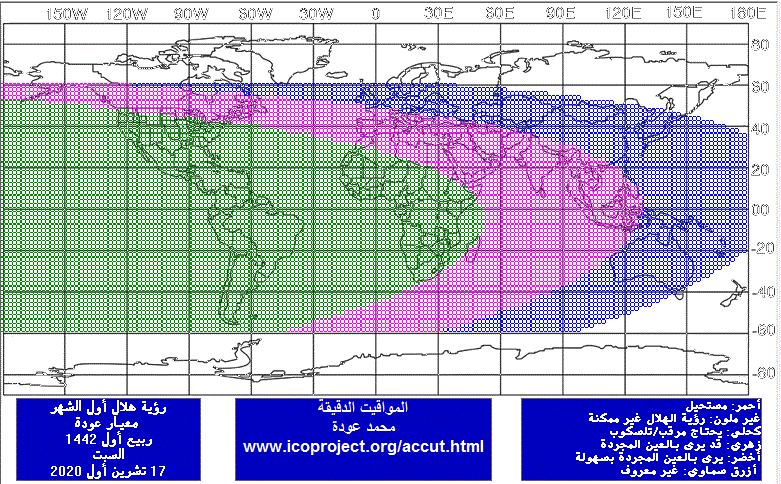 150W 120W 90W 60W 30W 0 30E 60E 90E 120E 150E 180E
80
60
40
20
00
-20
-40
-60
-80
رؤية هلال أول الشهر
معيار عودة
ربيع أول 1442
السبت
17 تشرين أول 2020
المواقيت الدقيقة
محمد عودة
www.icoproject.org/accut.html
أحمر: مستحيل
غير ملون: رؤية الهلال غير ممكنة
كحلي: يحتاج مرقب/تلسكوب
زهري: قد يرى بالعين المجردة
أخضر: يرى بالعين المجردة بسهولة
أزرق سماوي: غير معروف